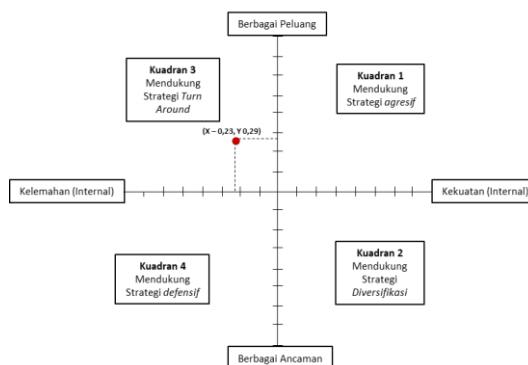 Berbagai Peluang
Kuadran 3
Mendukung
Strategi Turn
Around
Kuadran 1
Mendukung
Strategi agresif
(X – 0,23, Y 0,29)
Kelemahan (Internal)
Kekuatan (Internal)
Kuadran 4
Mendukung
Strategi defensif
Kuadran 2
Mendukung
Strategi
Diversifikasi
Berbagai Ancaman